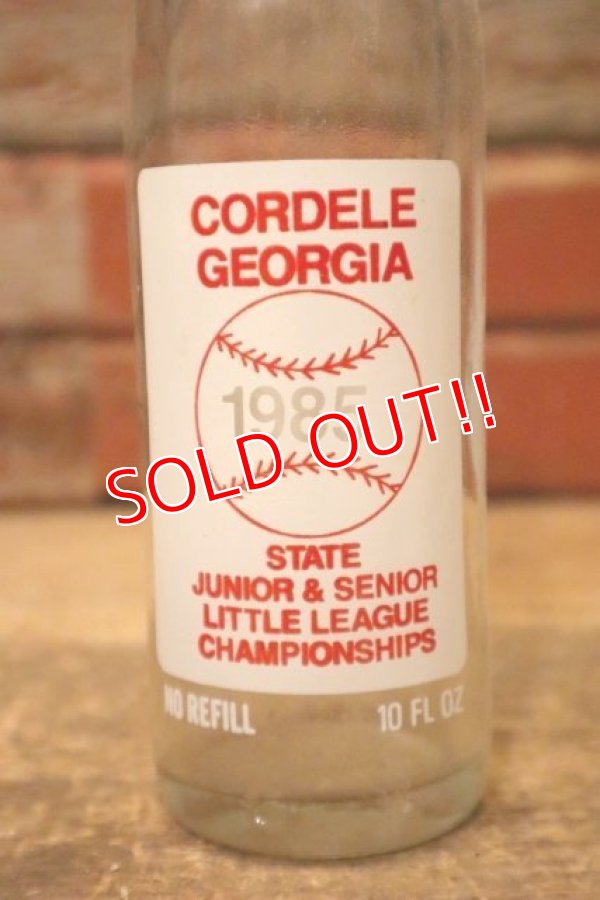 CORDELE
GEORGIA
1985
SOLD OUT!!
STATE
JUNIOR & SENIOR
LITTLE LEAGUE
CHAMPIONSHIPS
NO REFILL
10 FL OZ